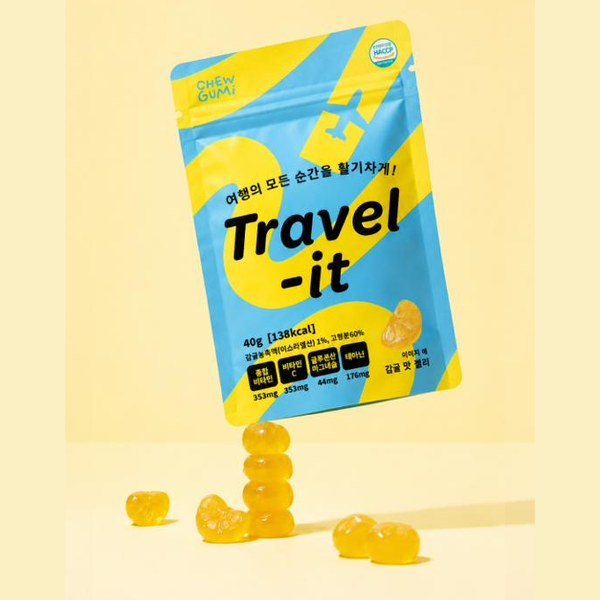 CHEW
GUMi
HACCP
여행의 모든 순간을 활기차게!
Travel
-it
40g [138kcal]
감귤농축액(이스라엘산) 1%, 고형분60%
종합
비타민
353mg
비타민
C
353mg
글루콘산
마그네슘
44mg
테아닌
176mg
이미지 예
감귤 맛 젤리